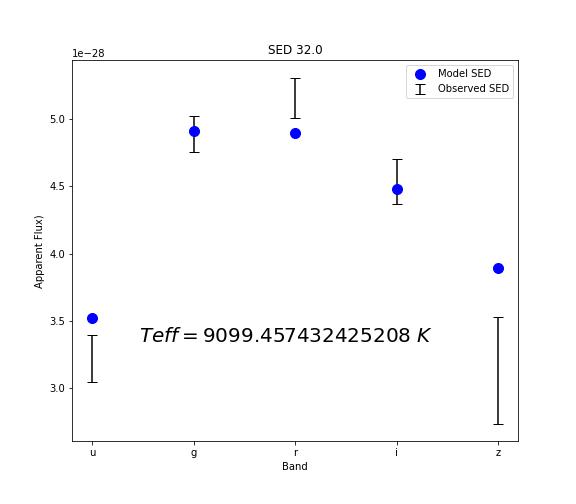 SED 32.0
1e−28
Model SED
Observed SED
5.0
4.5
4.0
3.5
3.0
Apparent Flux)
Teff = 9099.457432425208 K
u g r i z
Band